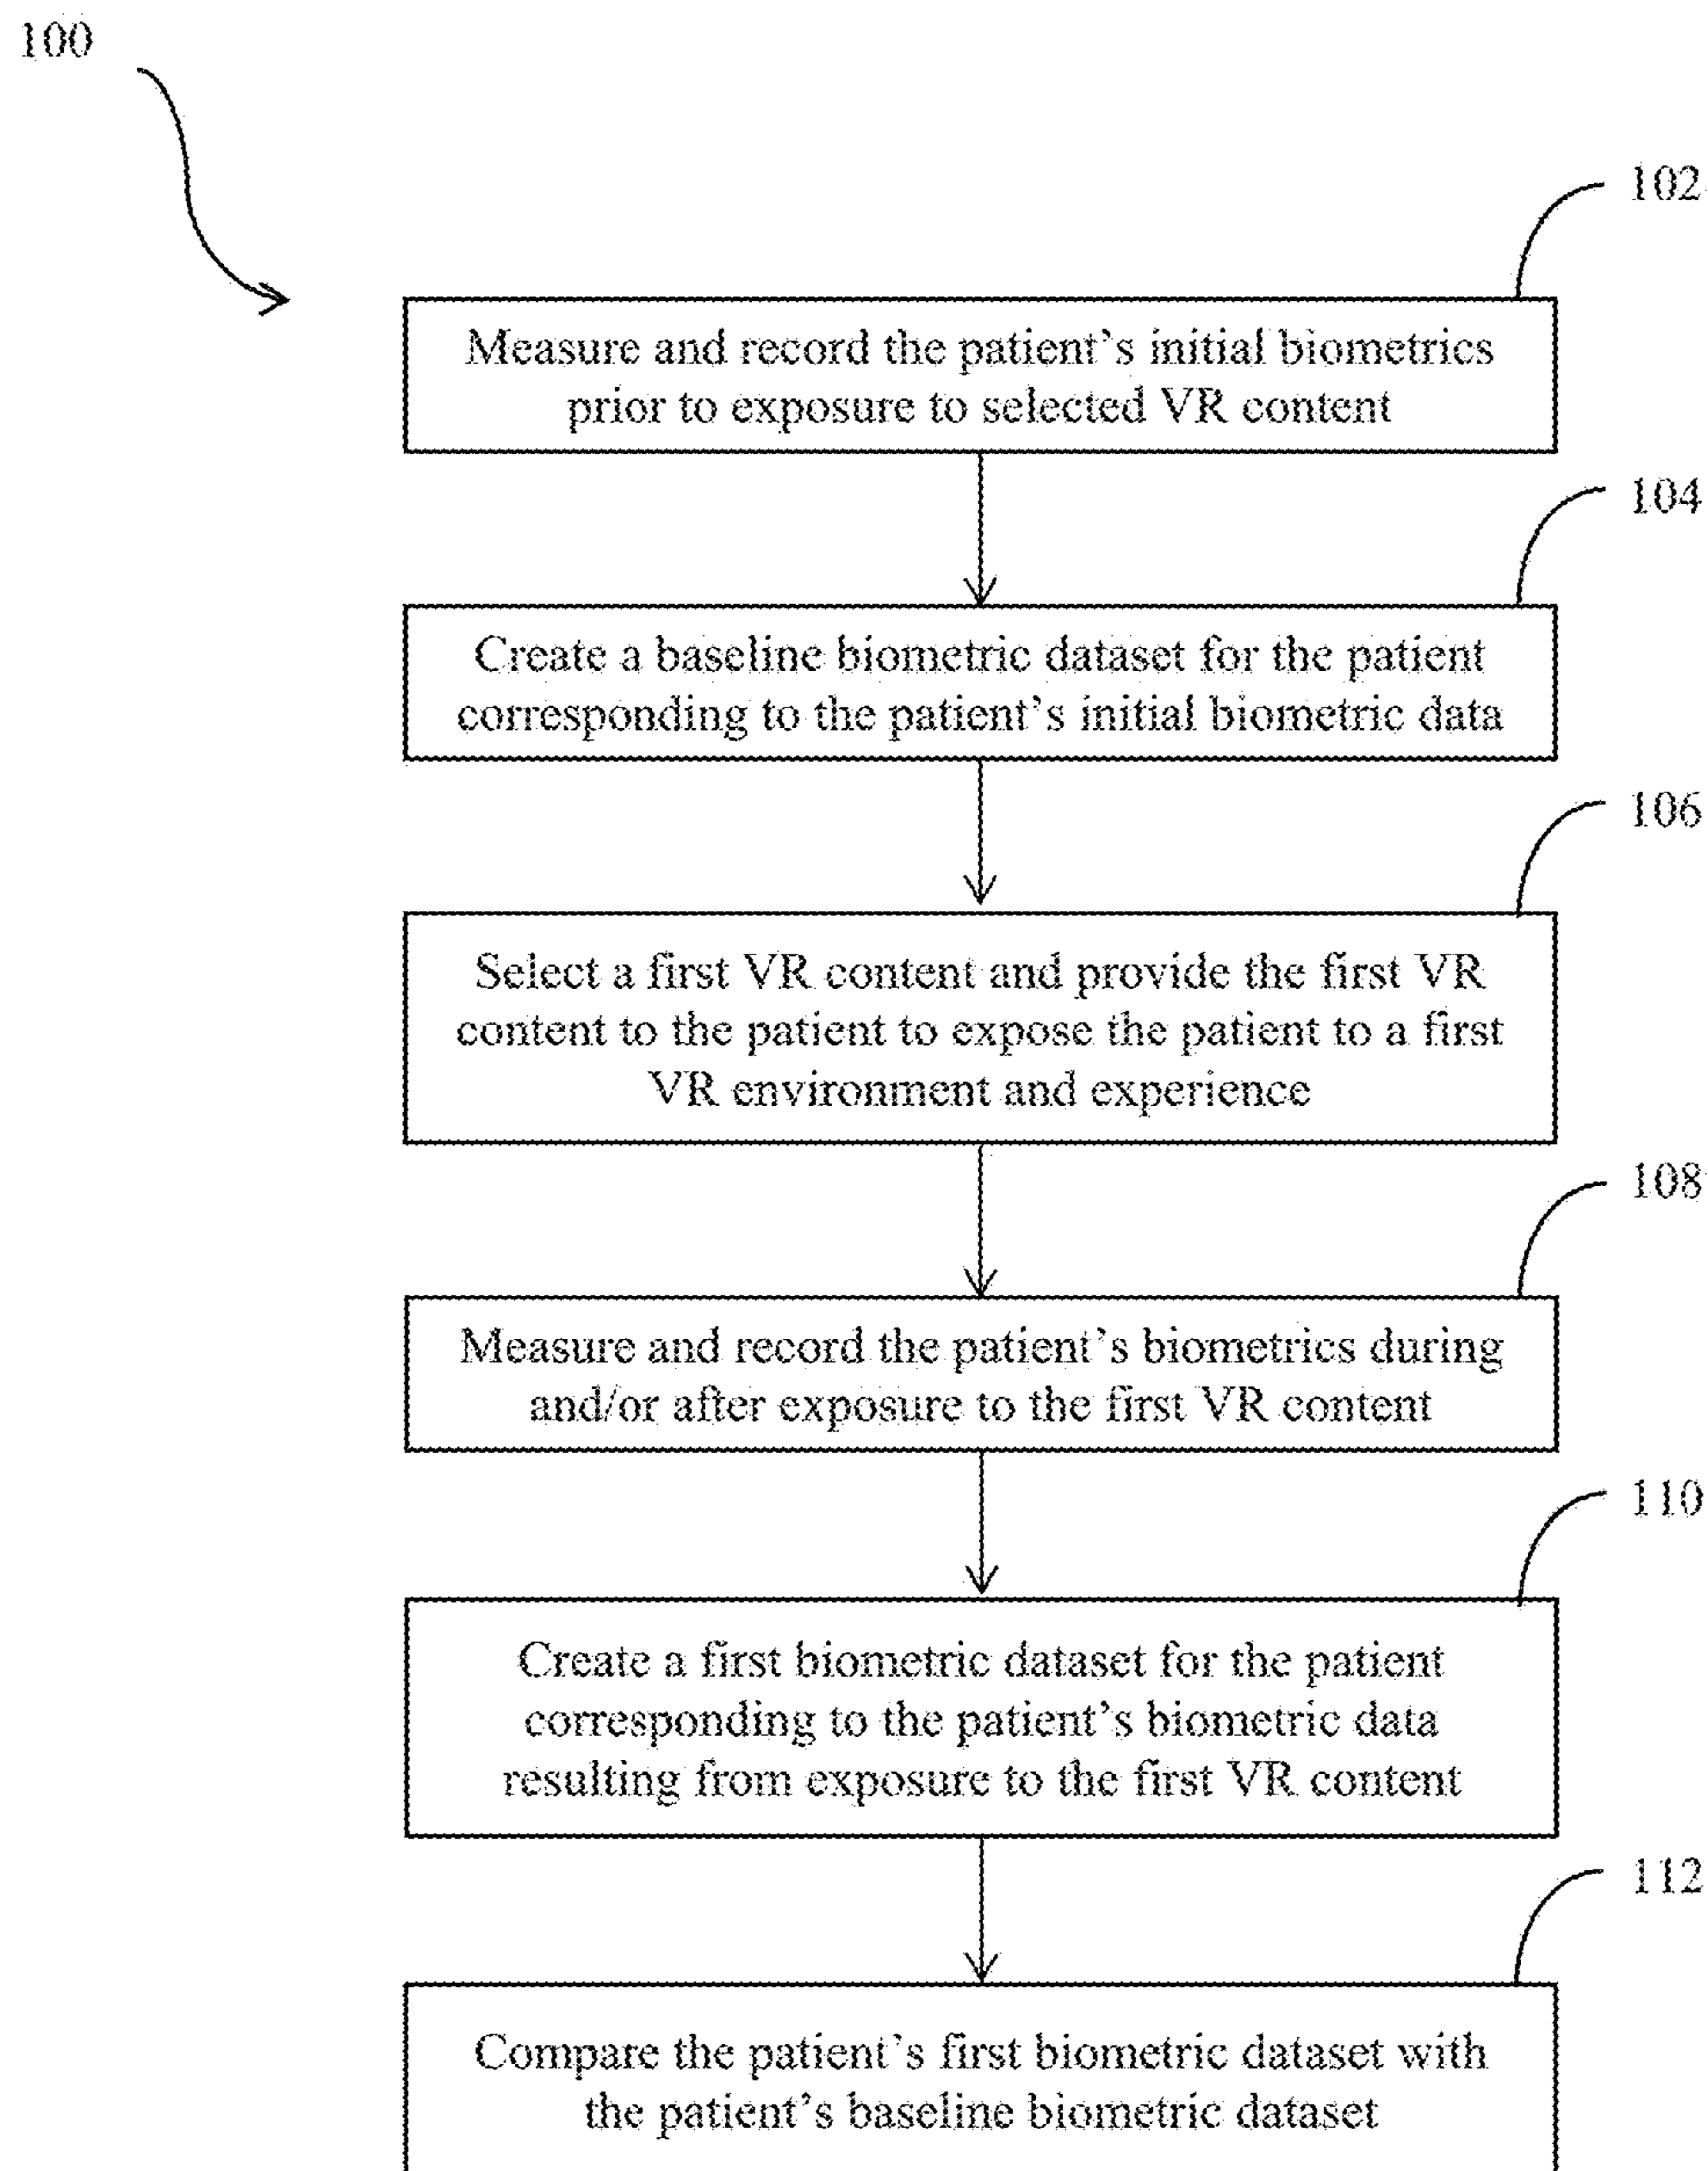 100
102
Measure and record the patient's initial biometrics
prior to exposure to selected VR content
104
Create a baseline biometric dataset for the patient
corresponding to the patient's initial biometric data
106
Select a first VR content and provide the first VR
content to the patient to expose the patient to a first
VR environment and experience
108
Measure and record the patient's biometrics during
and/or after exposure to the first VR content
110
Create a first biometric dataset for the patient
corresponding to the patient's biometric data
resulting from exposure to the first VR content
112
Compare the patient's first biometric dataset with
the patient's baseline biometric dataset